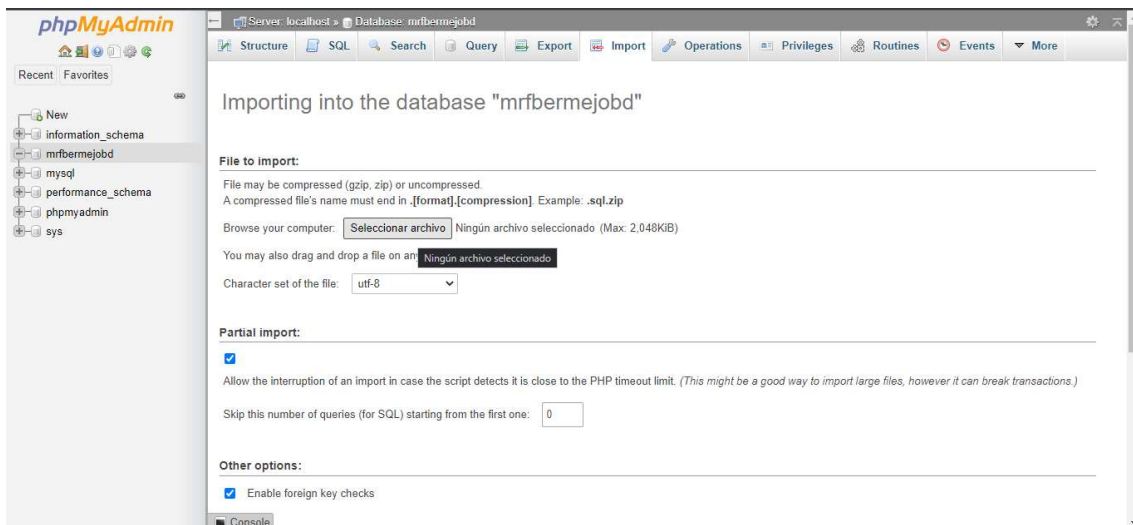 phpMyAdmin
Recent Favorites
New
information_schema
mrfbermejobd
mysql
performance_schema
phpmyadmin
sys
Server: localhost » Database: mrfbermejobd
Structure SQL Search Query Export Import Operations Privileges Routines Events More
Importing into the database "mrfbermejobd"
File to import:
File may be compressed (gzip, zip) or uncompressed.
A compressed file's name must end in .[format].[compression]. Example: .sql.zip
Browse your computer: Seleccionar archivo Ningún archivo seleccionado (Max: 2,048KiB)
You may also drag and drop a file on
Ningún archivo seleccionado
Character set of the file: utf-8
Partial import:
Allow the interruption of an import in case the script detects it is close to the PHP timeout limit. (This might be a good way to import large files, however it can break transactions.)
Skip this number of queries (for SQL) starting from the first one: 0
Other options:
Enable foreign key checks
Console